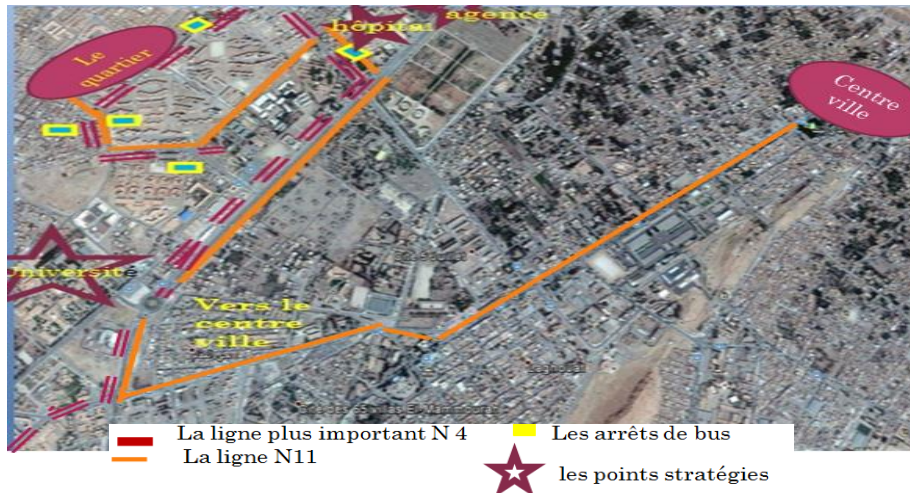 agence
hôpital
Le
quartier
Centre
ville
Université
Vers le
centre
ville
La ligne plus important N 4
Les arrêts de bus
La ligne N11
les points stratégies